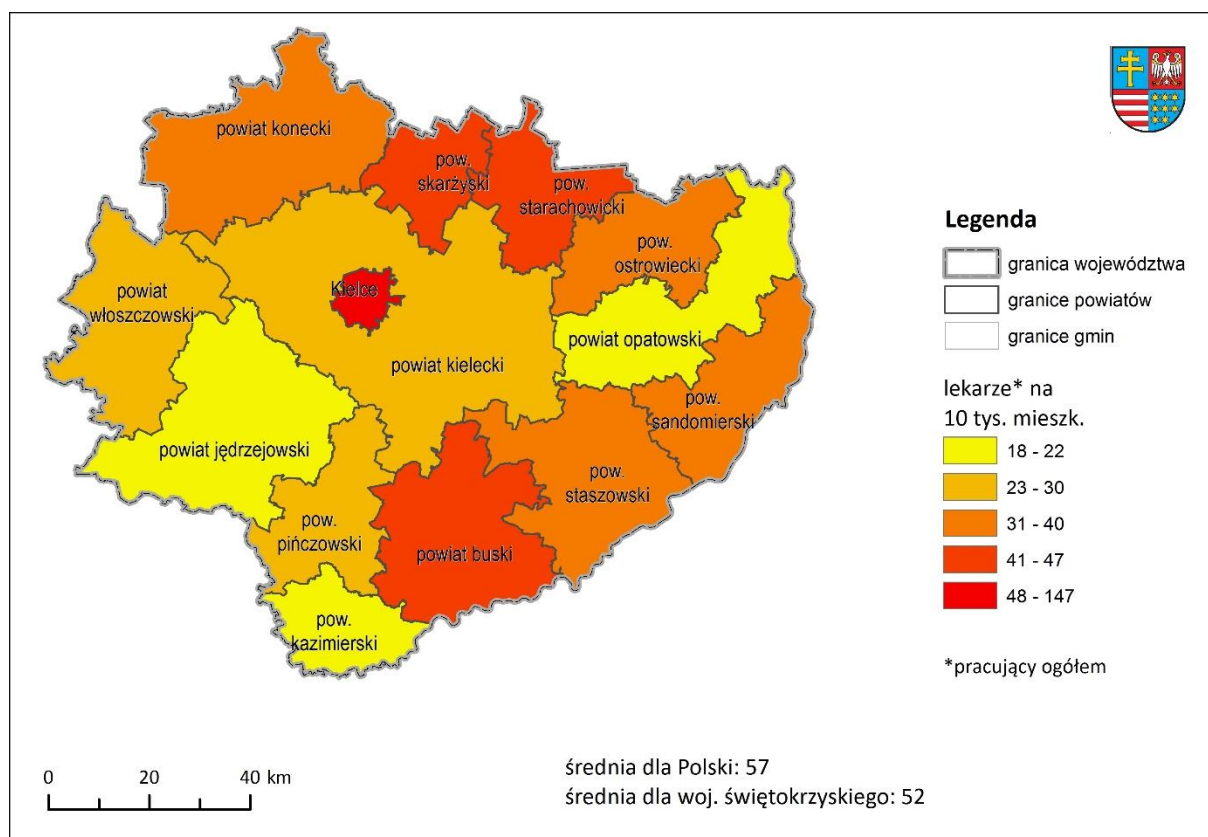 powiat konecki
pow.
skarżyski
pow.
starachowicki
pow.
ostrowiecki
powiat
włoszczowski
Kielce
powiat kielecki
powiat opatowski
pow.
sandomierski
powiat jędrzejowski
pow.
staszowski
pow.
pińczowski
powiat buski
pow.
kazimierski
Legenda
granica województwa
granice powiatów
granice gmin
lekarze* na
10 tys. mieszk.
18 - 22
23 - 30
31 - 40
41 - 47
48 - 147
*pracujący ogółem
0 20 40 km
średnia dla Polski: 57
średnia dla woj. świętokrzyskiego: 52